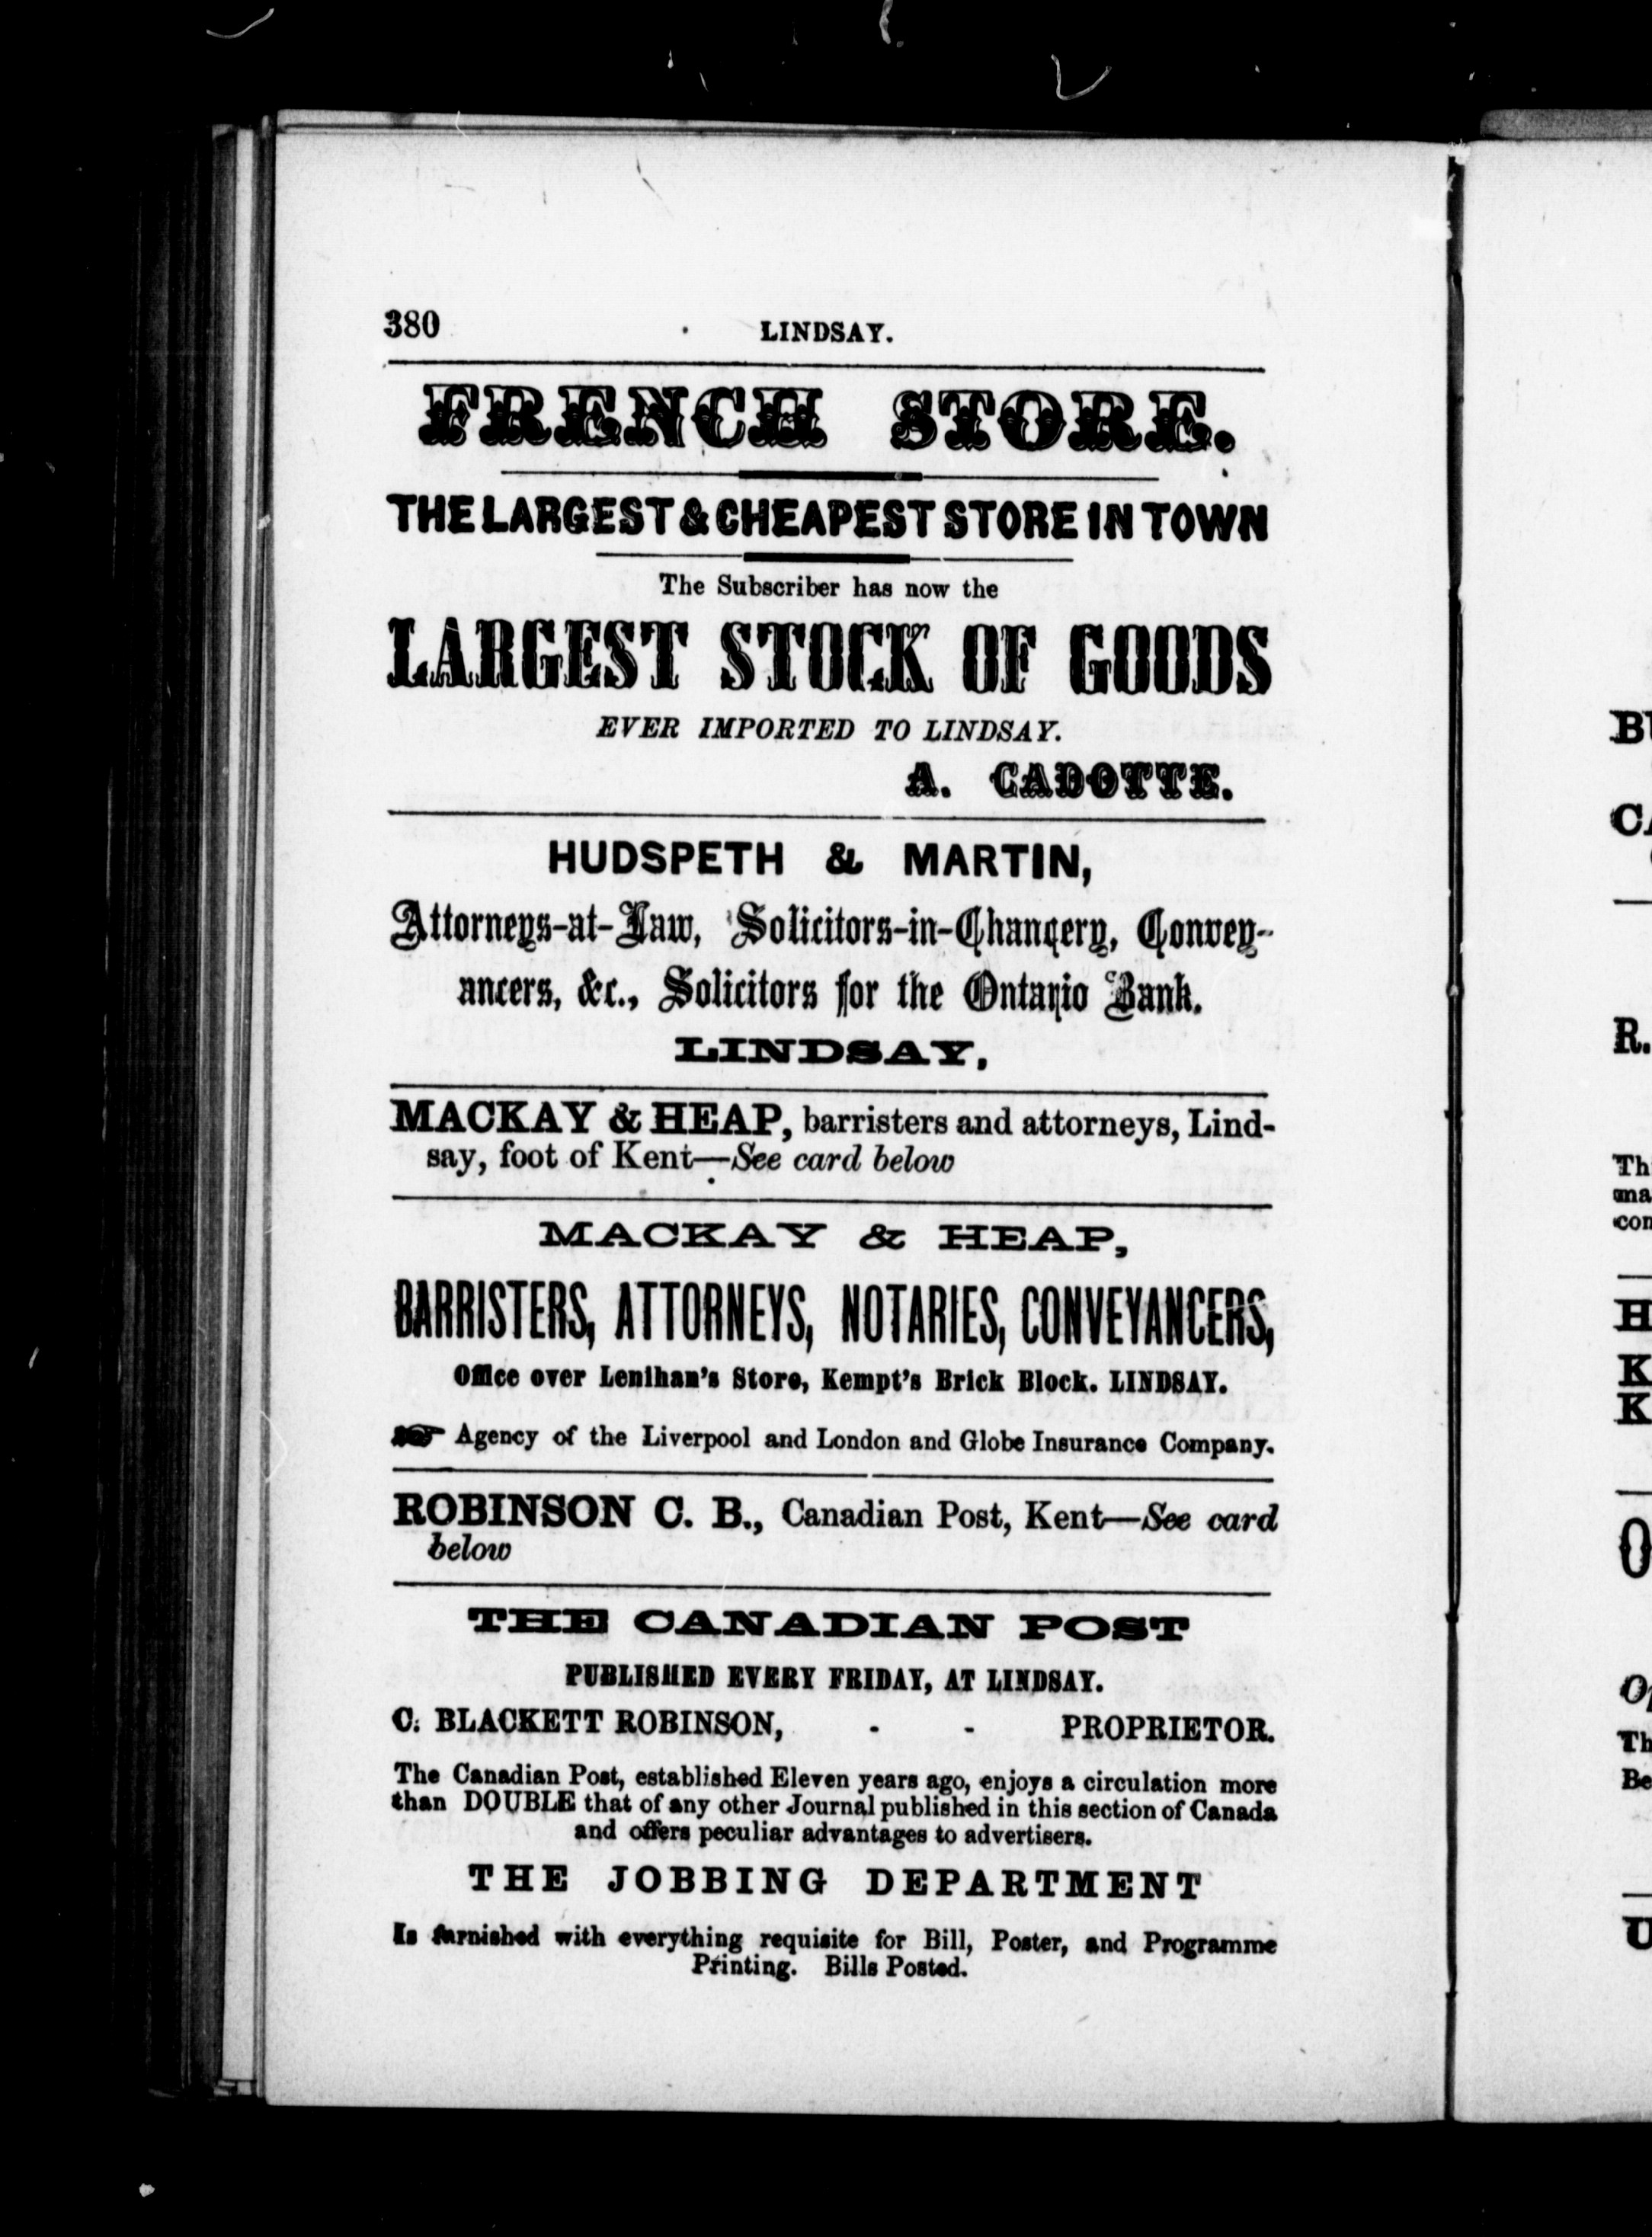 380 LINDSAY.
FRENCH STORE.
THE LARGEST & CHEAPEST STORE IN TOWN
The Subscriber has now the
LARGEST STOCK OF GOODS
EVER IMPORTED TO LINDSAY.
A. CADOTTE.
HUDSPETH & MARTIN,
Attorneys-at-Law, Solicitors-in-Chancery, Convey-
ancers, &c., Solicitors for the Ontario Bank.
LINDSAY,
MACKAY & HEAP, barristers and attorneys, Lind-
say, foot of Kent—See card below
MACKAY & HEAP,
BARRISTERS, ATTORNEYS, NOTARIES, CONVEYANCERS,
Office over Lenihan's Store, Kempt's Brick Block. LINDSAY.
☞ Agency of the Liverpool and London and Globe Insurance Company.
ROBINSON C. B., Canadian Post, Kent—See card
below
THE CANADIAN POST
PUBLISHED EVERY FRIDAY, AT LINDSAY.
C. BLACKETT ROBINSON, - - PROPRIETOR.
The Canadian Post, established Eleven years ago, enjoys a circulation more
than DOUBLE that of any other Journal published in this section of Canada
and offers peculiar advantages to advertisers.
THE JOBBING DEPARTMENT
Is furnished with everything requisite for Bill, Poster, and Programme
Printing. Bills Posted.